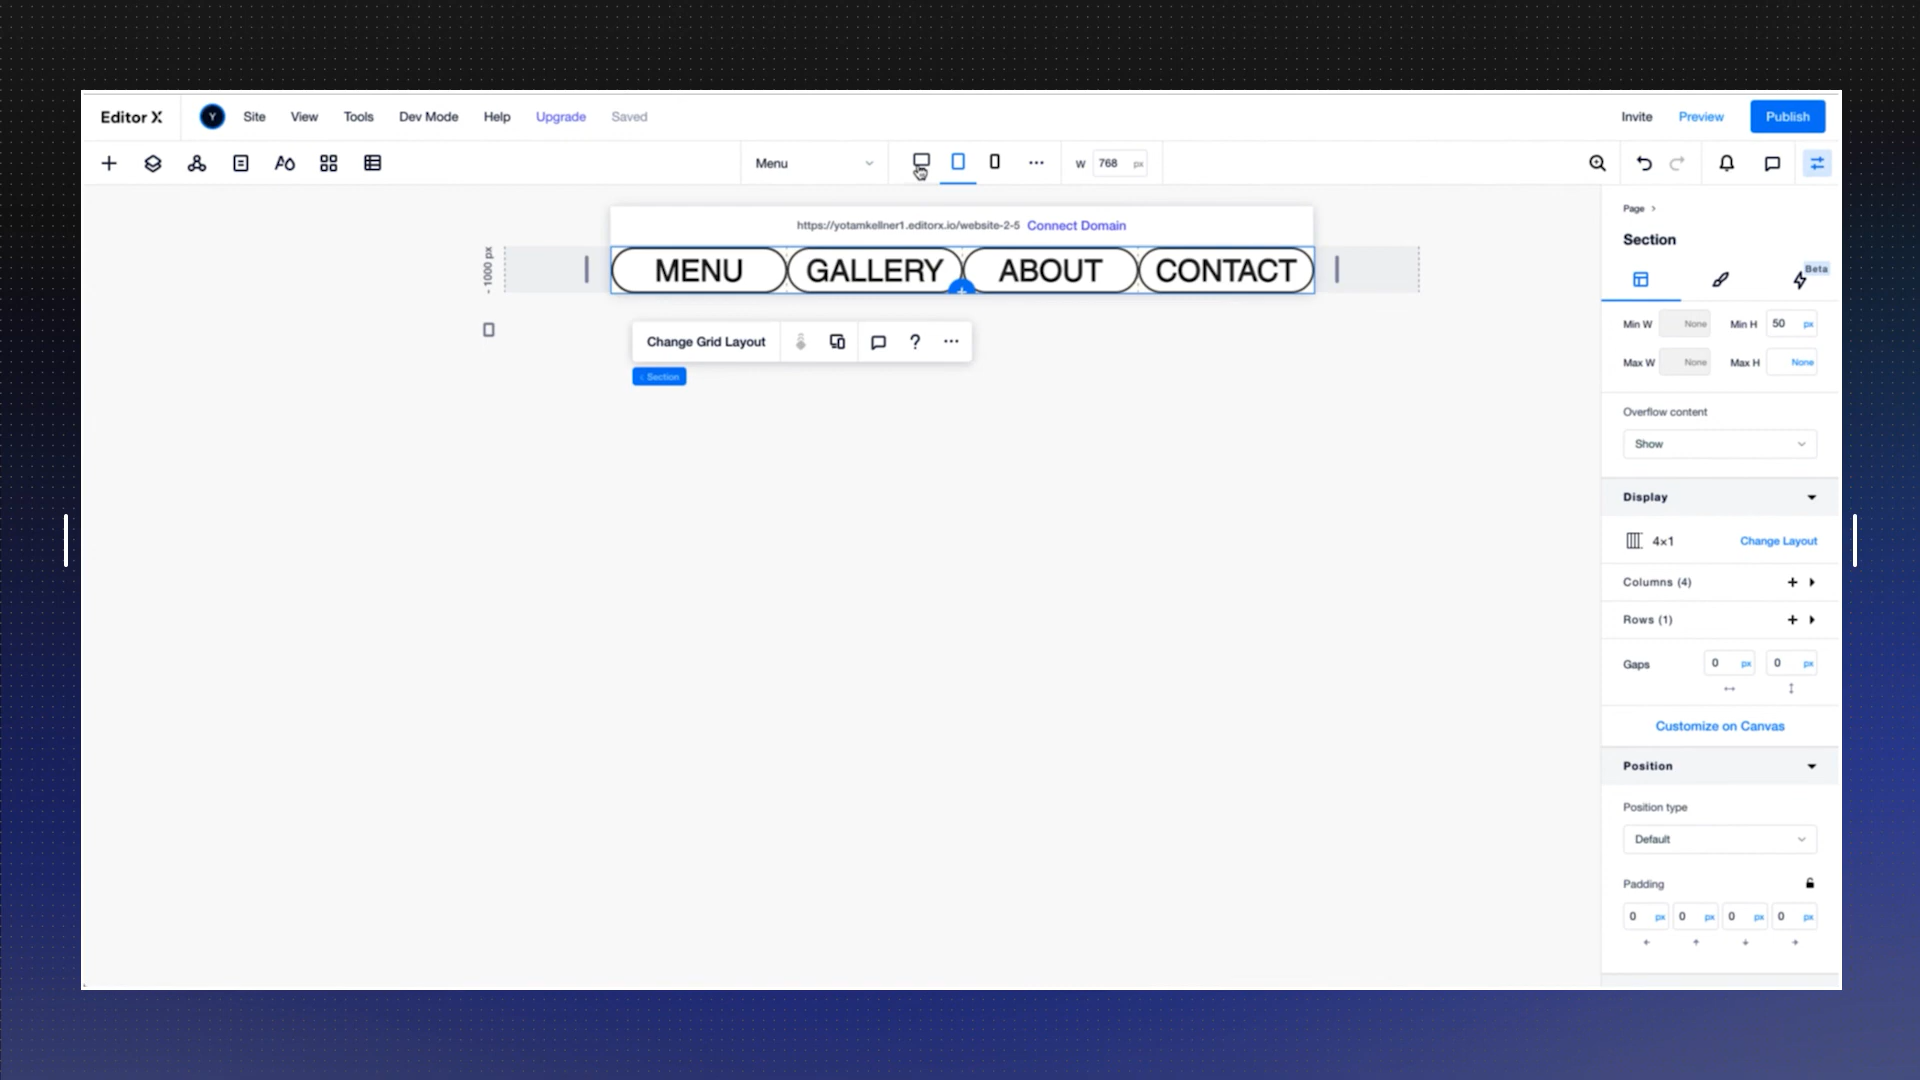 Editor X
Y
Site
View
Tools
Dev Mode
Help
Upgrade
Saved
Invite
Preview
Publish
Menu
W 768 px
https://yotamkellner1.editorx.io/website-2-5 Connect Domain
- 1000 px
MENU
GALLERY
ABOUT
CONTACT
Change Grid Layout
?
Section
Page
Section
Beta
Min W None Min H 50 px
Max W None Max H None
Overflow content
Show
Display
4×1 Change Layout
Columns (4)
Rows (1)
Gaps 0 px 0 px
Customize on Canvas
Position
Position type
Default
Padding
0 px 0 px 0 px 0 px